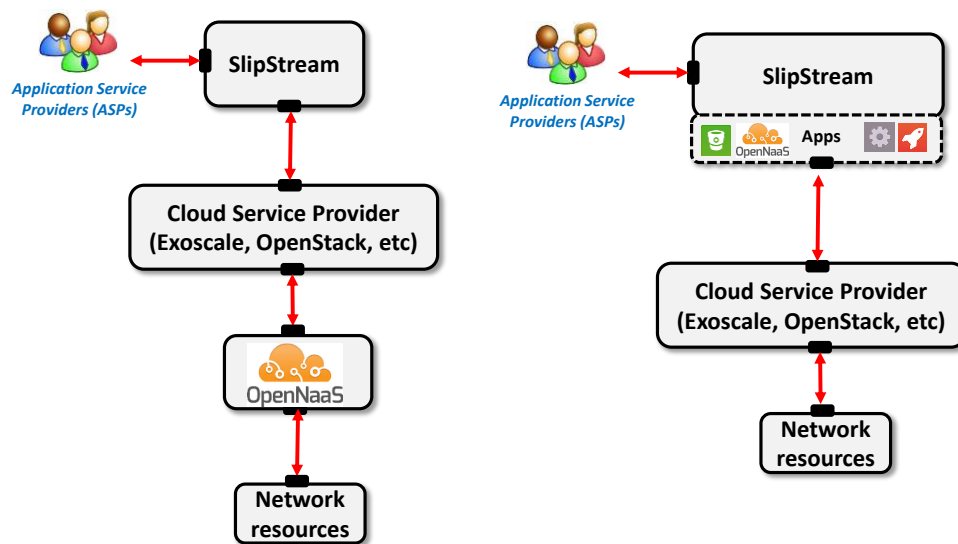 SlipStream
Application Service
Providers (ASPs)
Cloud Service Provider
(Exoscale, OpenStack, etc)
OpenNaaS
Network
resources
SlipStream
Application Service
Providers (ASPs)
OpenNaaS
Apps
Cloud Service Provider
(Exoscale, OpenStack, etc)
Network
resources